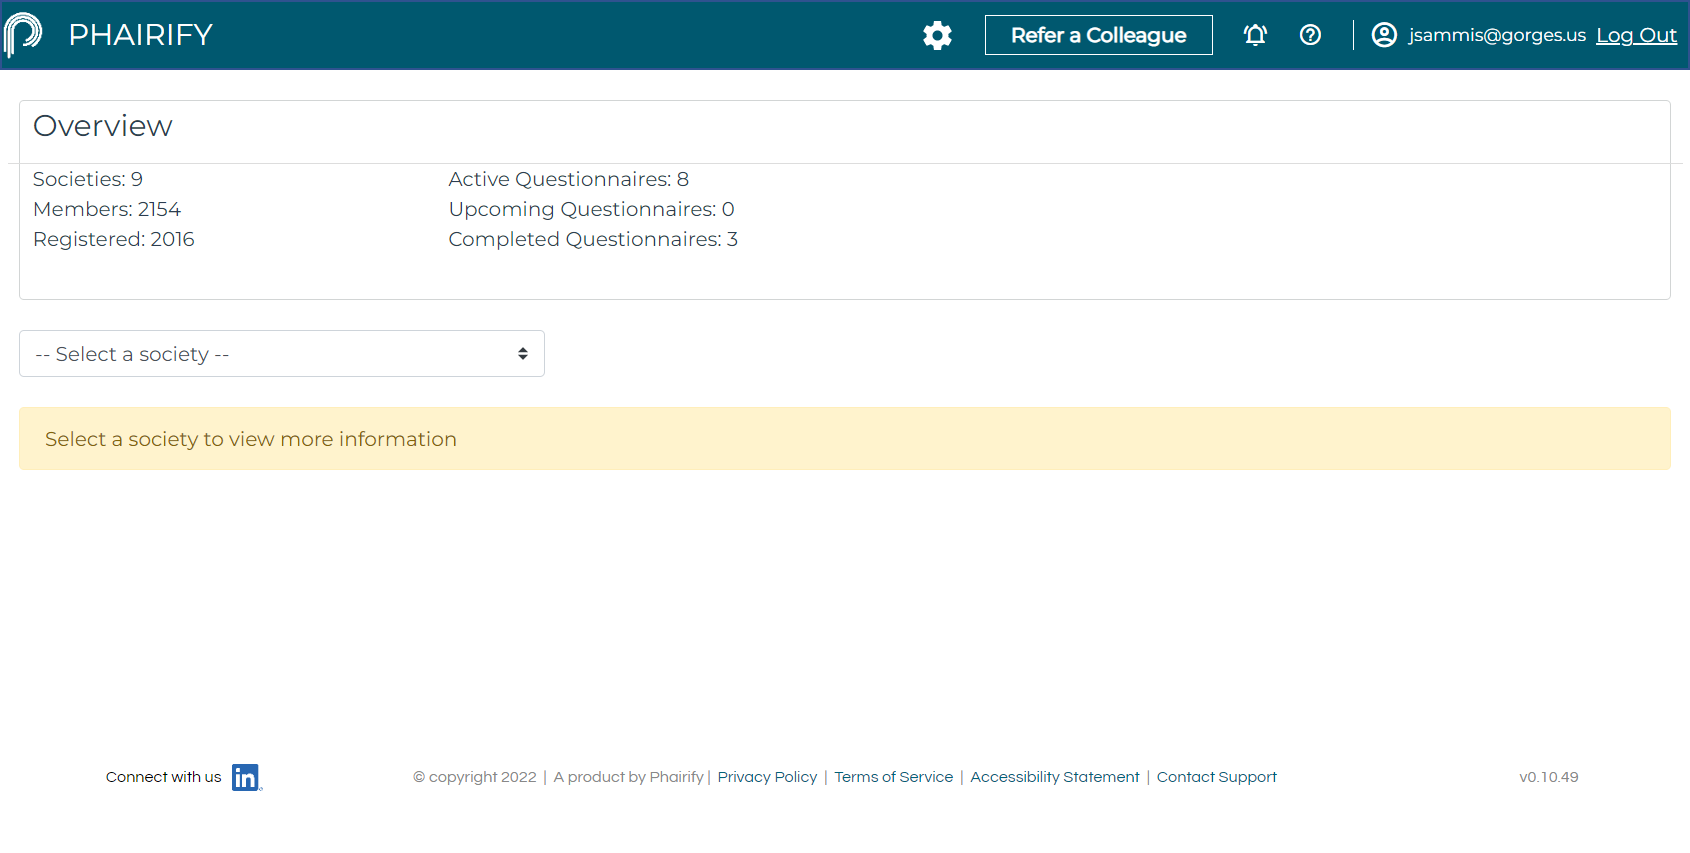 PHAIRIFY
Refer a Colleague
jsammis@gorges.us Log Out
Overview
Societies: 9
Members: 2154
Registered: 2016
Active Questionnaires: 8
Upcoming Questionnaires: 0
Completed Questionnaires: 3
-- Select a society --
Select a society to view more information
Connect with us in
© copyright 2022 | A product by Phairify | Privacy Policy | Terms of Service | Accessibility Statement | Contact Support
v0.10.49